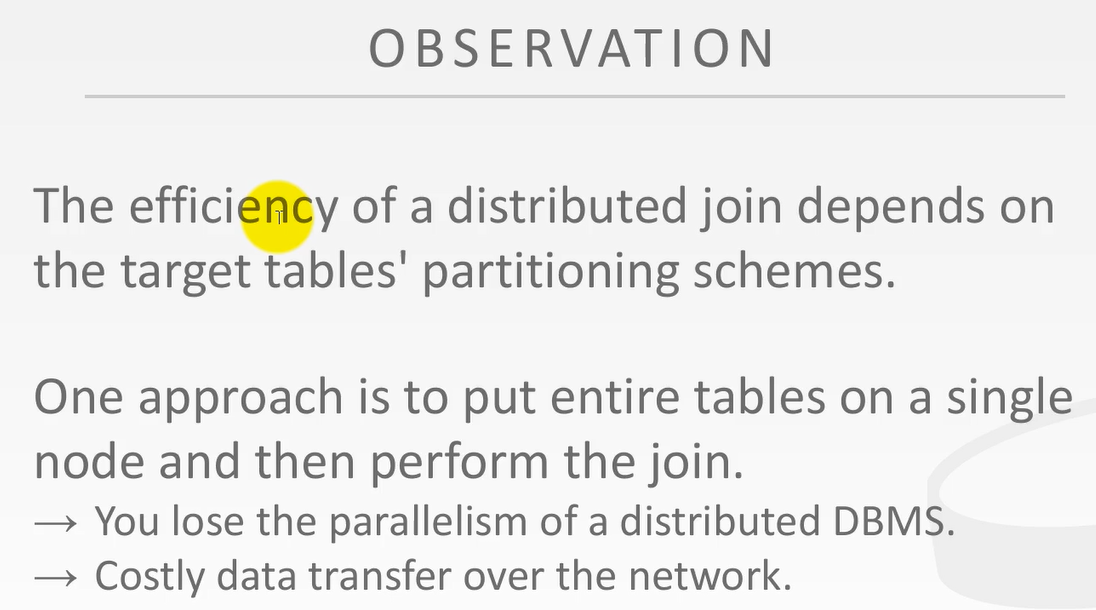 OBSERVATION
The efficiency of a distributed join depends on
the target tables' partitioning schemes.
One approach is to put entire tables on a single
node and then perform the join.
→ You lose the parallelism of a distributed DBMS.
→ Costly data transfer over the network.